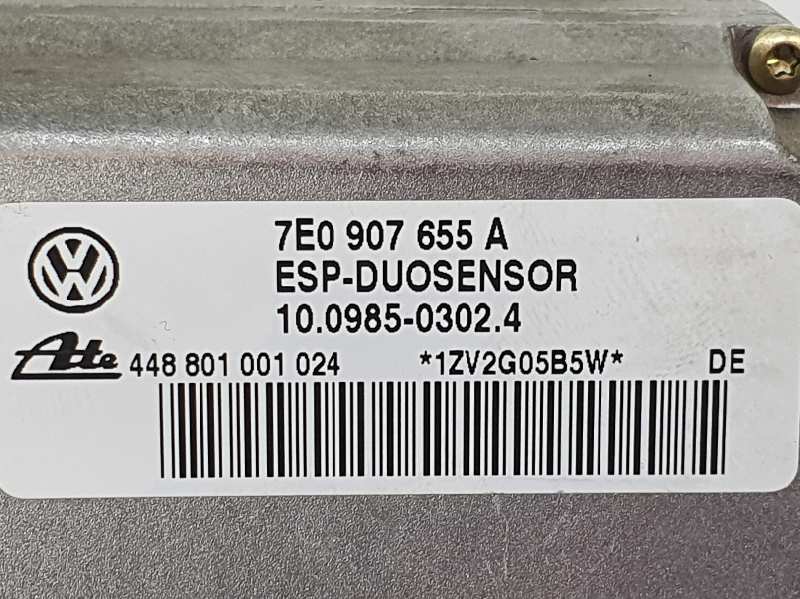 7E0 907 655 A
ESP-DUOSENSOR
10.0985-0302.4
Ate 448 801 001 024 *1ZV2G05B5W* DE